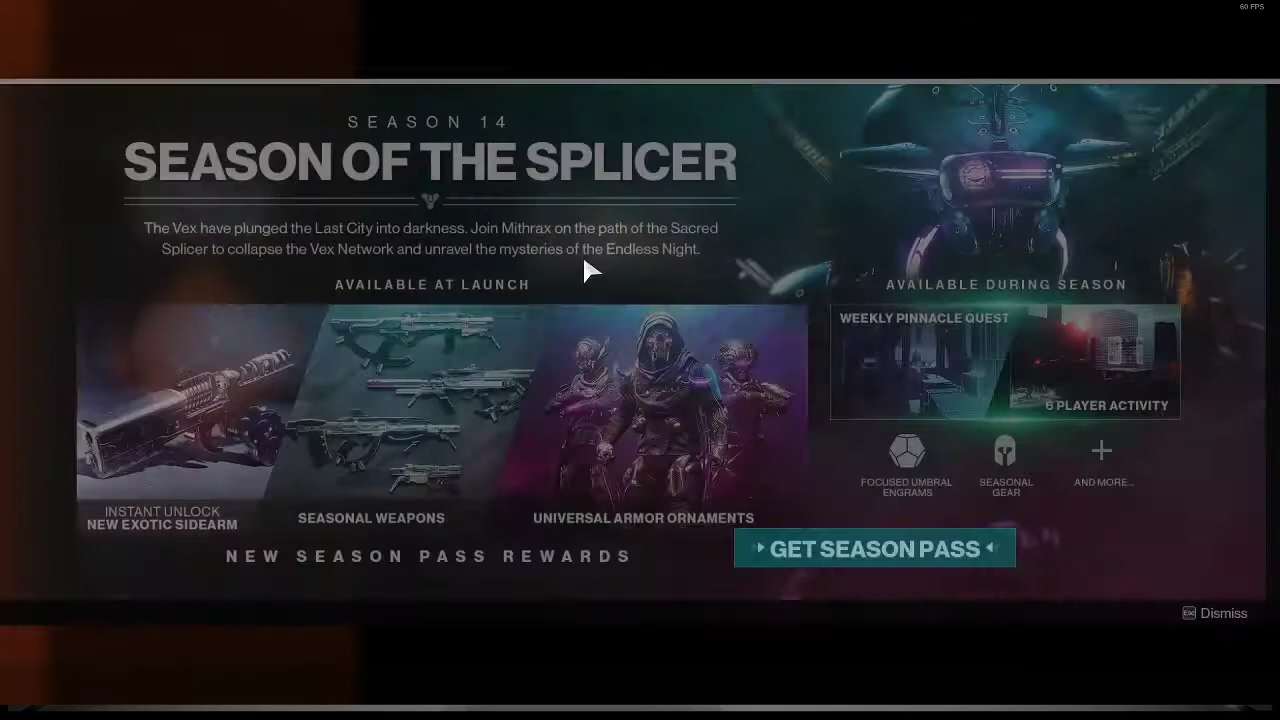 60 FPS
SEASON 14
SEASON OF THE SPLICER
The Vex have plunged the Last City into darkness. Join Mithrax on the path of the Sacred
Splicer to collapse the Vex Network and unravel the mysteries of the Endless Night.
AVAILABLE AT LAUNCH
AVAILABLE DURING SEASON
WEEKLY PINNACLE QUEST
6 PLAYER ACTIVITY
FOCUSED UMBRAL
ENGRAMS
SEASONAL
GEAR
AND MORE...
INSTANT UNLOCK
NEW EXOTIC SIDEARM
SEASONAL WEAPONS
UNIVERSAL ARMOR ORNAMENTS
NEW SEASON PASS REWARDS
GET SEASON PASS
Esc Dismiss